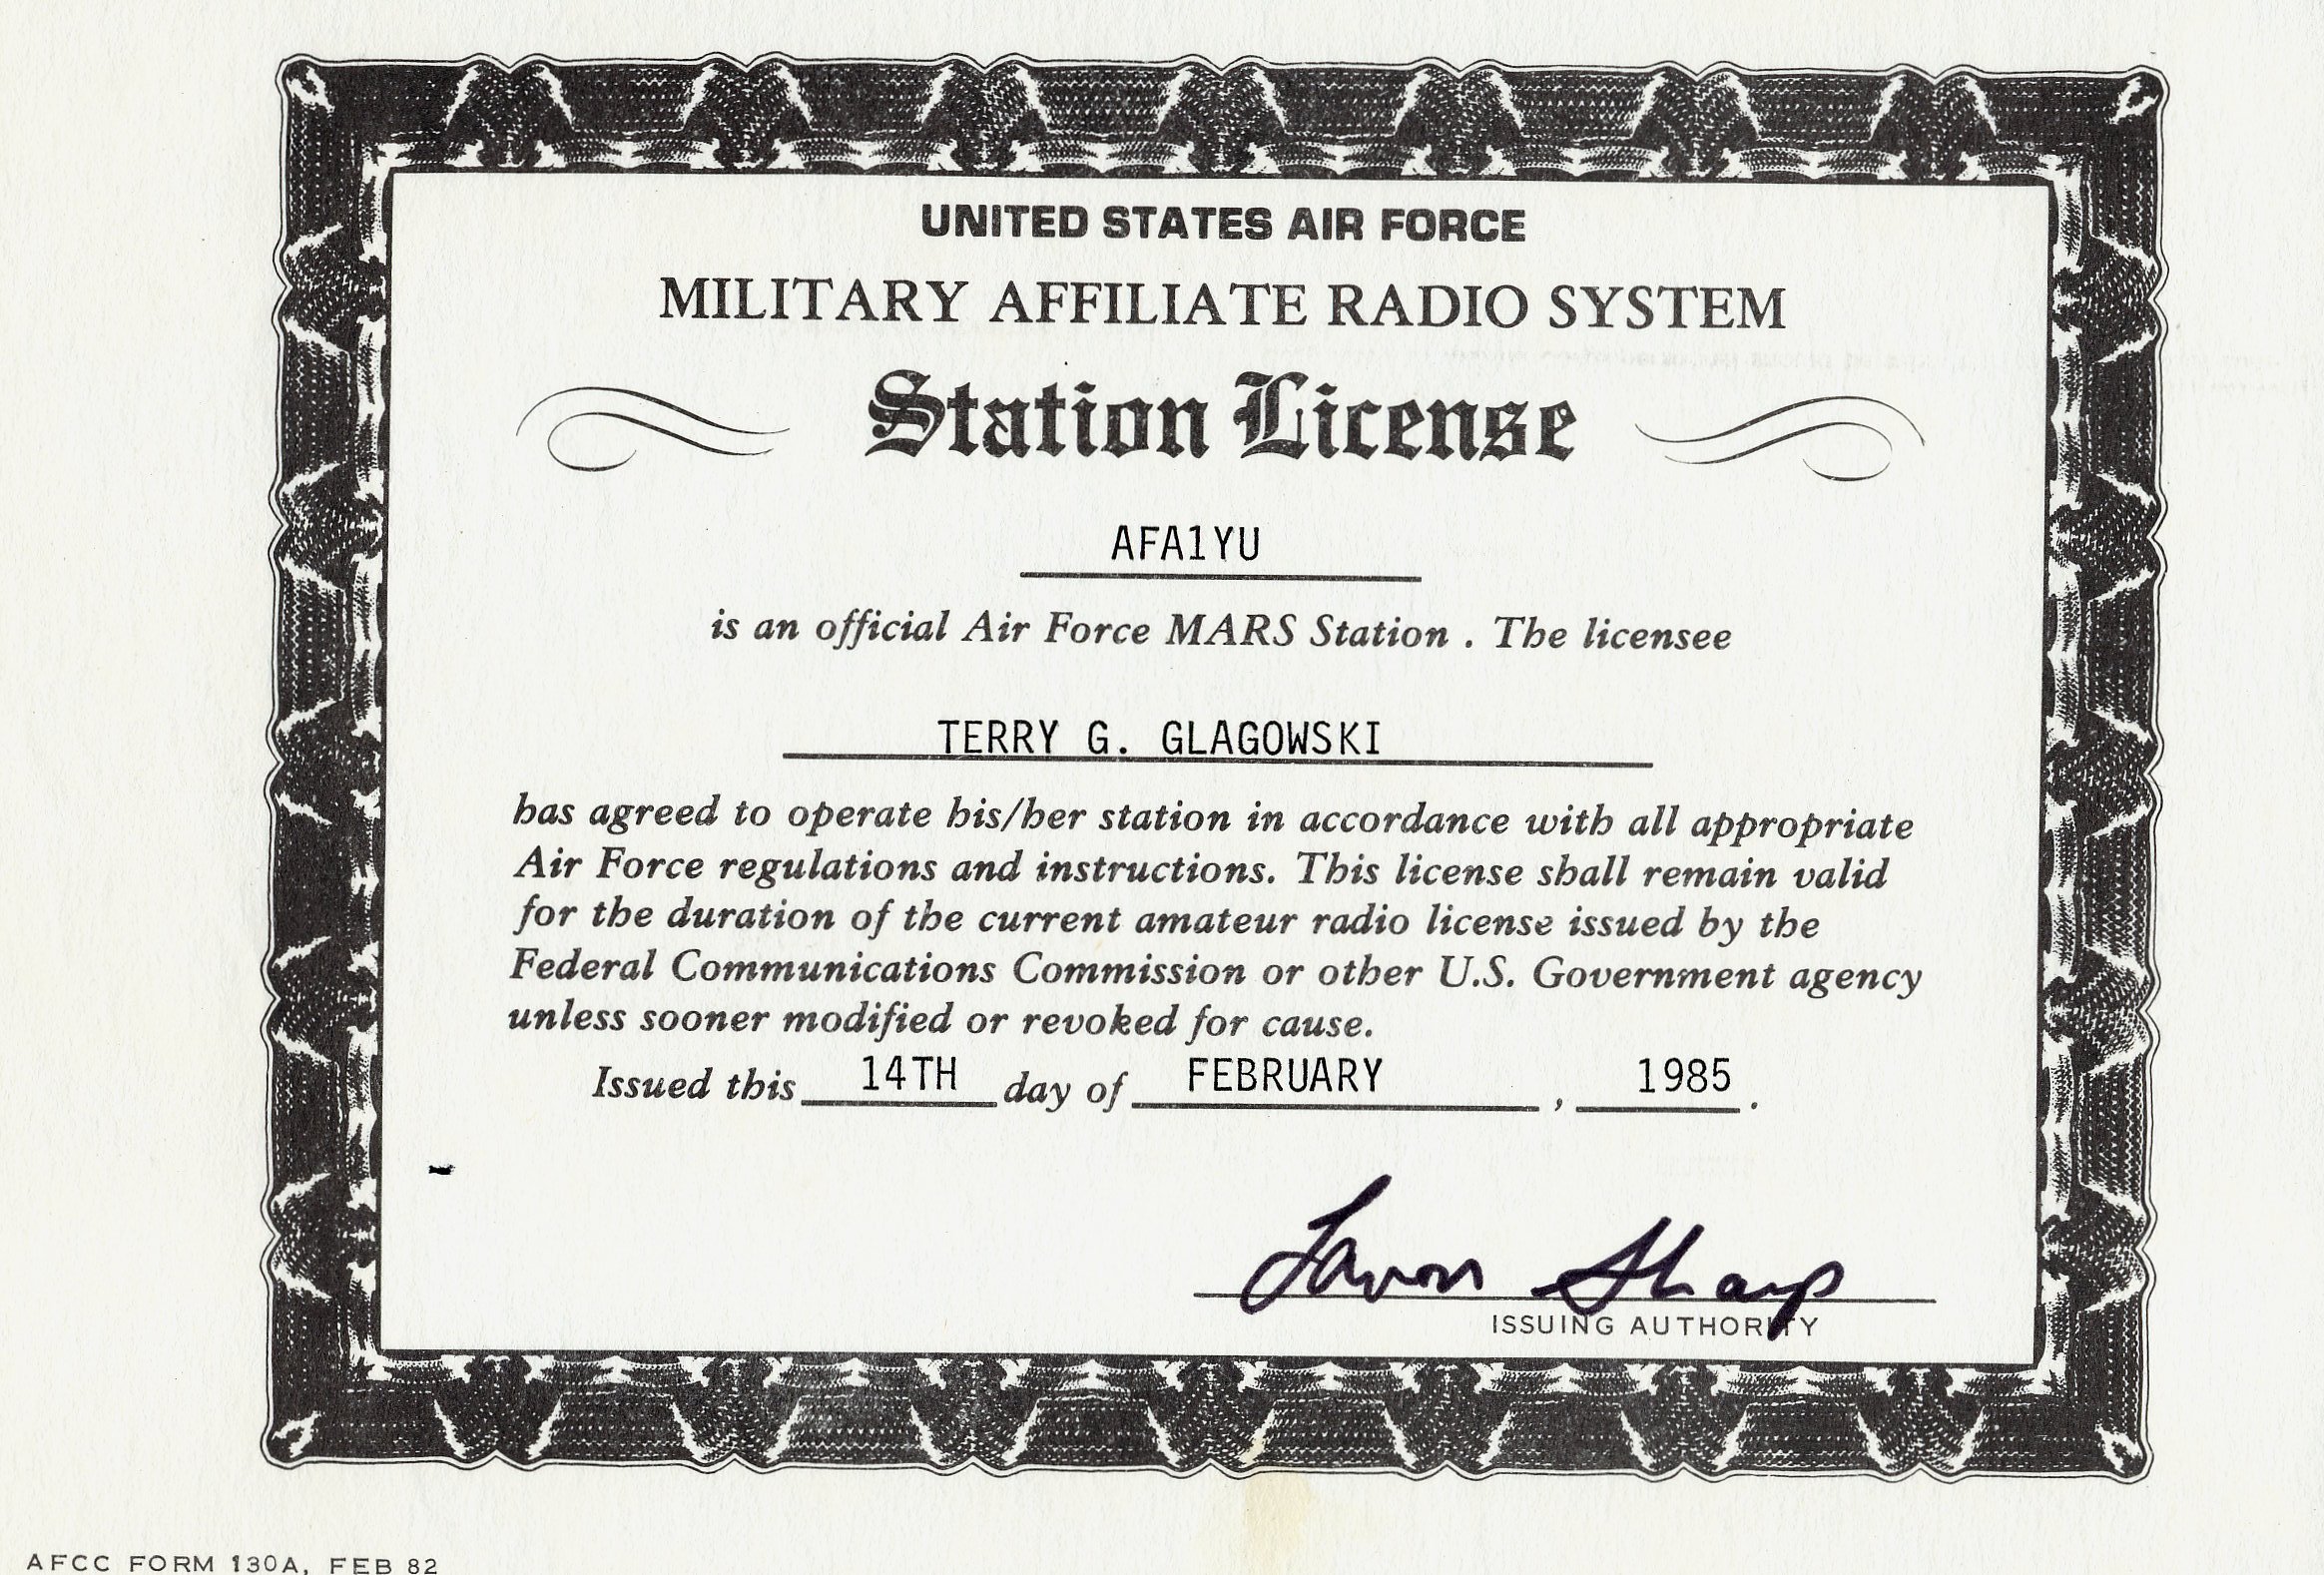 UNITED STATES AIR FORCE
MILITARY AFFILIATE RADIO SYSTEM
Station License
AFA1YU
is an official Air Force MARS Station . The licensee
TERRY G. GLAGOWSKI
has agreed to operate his/her station in accordance with all appropriate
Air Force regulations and instructions. This license shall remain valid
for the duration of the current amateur radio license issued by the
Federal Communications Commission or other U.S. Government agency
unless sooner modified or revoked for cause.
Issued this 14TH day of FEBRUARY , 1985 .
Lavon Sharp
ISSUING AUTHORITY
AFCC FORM 130A, FEB 82